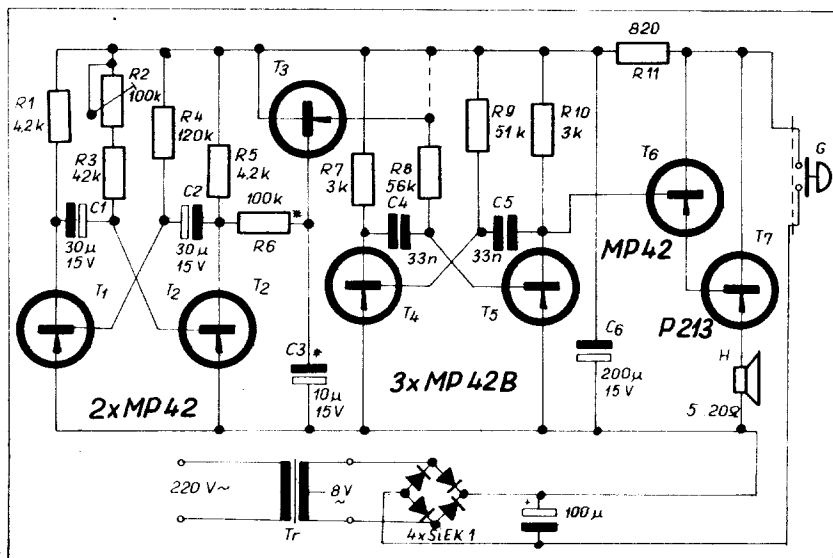 R1
4,2k
R2
100k
R3
42k
R4
120k
R5
4,2k
C1
30µ
15V
C2
30µ
15V
100k
*
R6
T1
T2
T2
2xMP42
T3
C3
*
10µ
15V
R7
3k
R8
56k
C4
33n
R9
51k
C5
33n
R10
3k
T4
T5
3xMP42B
C6
200µ
15V
820
R11
T6
MP42
T7
P213
H
5 20Ω
G
220 V~
Tr
8V
~
4xSiEK1
+
100µ